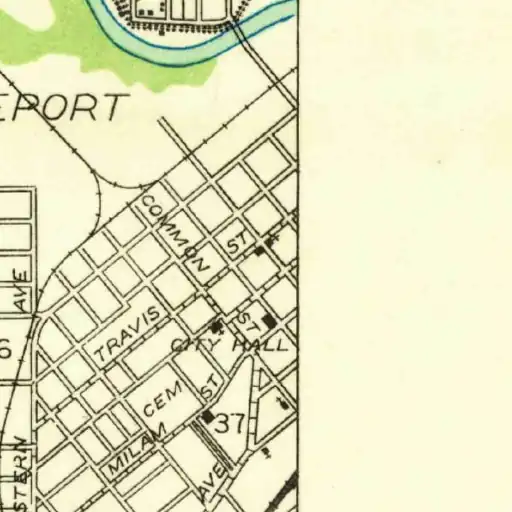 EPORT
COMMON
ST
AVE
TRAVIS
ST
CITY HALL
6
CEM
ST
37
MILAM
STERN
AVE